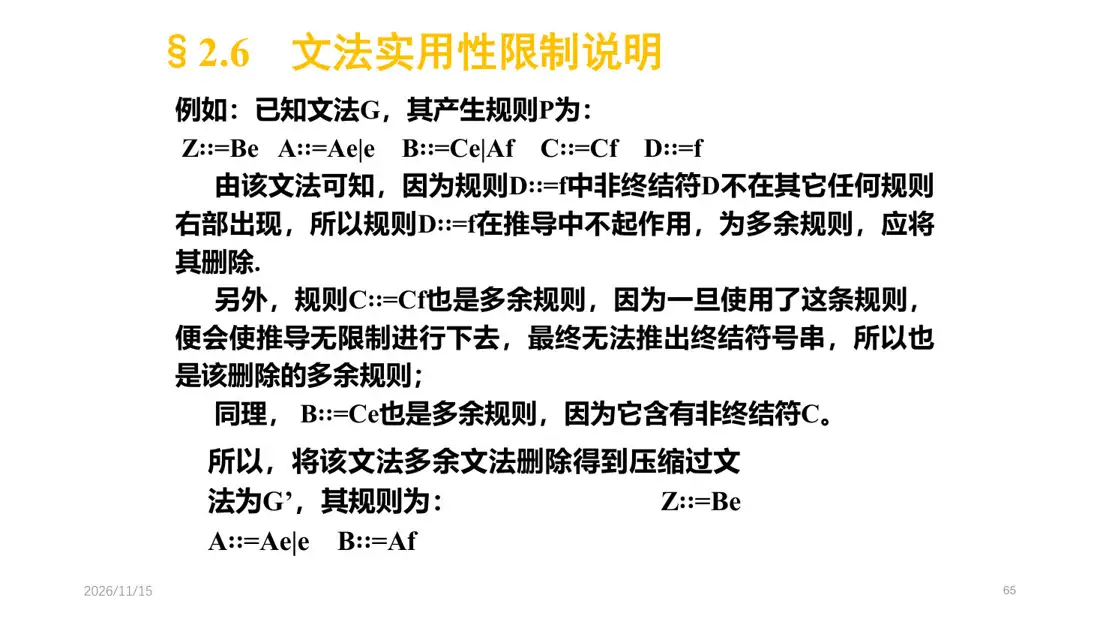 §2.6 文法实用性限制说明
例如：已知文法G，其产生规则P为：
Z::=Be A::=Ae|e B::=Ce|Af C::=Cf D::=f
由该文法可知，因为规则D::=f中非终结符D不在其它任何规则
右部出现，所以规则D::=f在推导中不起作用，为多余规则，应将
其删除.
另外，规则C::=Cf也是多余规则，因为一旦使用了这条规则，
便会使推导无限制进行下去，最终无法推出终结符号串，所以也
是该删除的多余规则；
同理， B::=Ce也是多余规则，因为它含有非终结符C。
所以，将该文法多余文法删除得到压缩过文
法为G’，其规则为： Z::=Be
A::=Ae|e B::=Af
2026/11/15
65